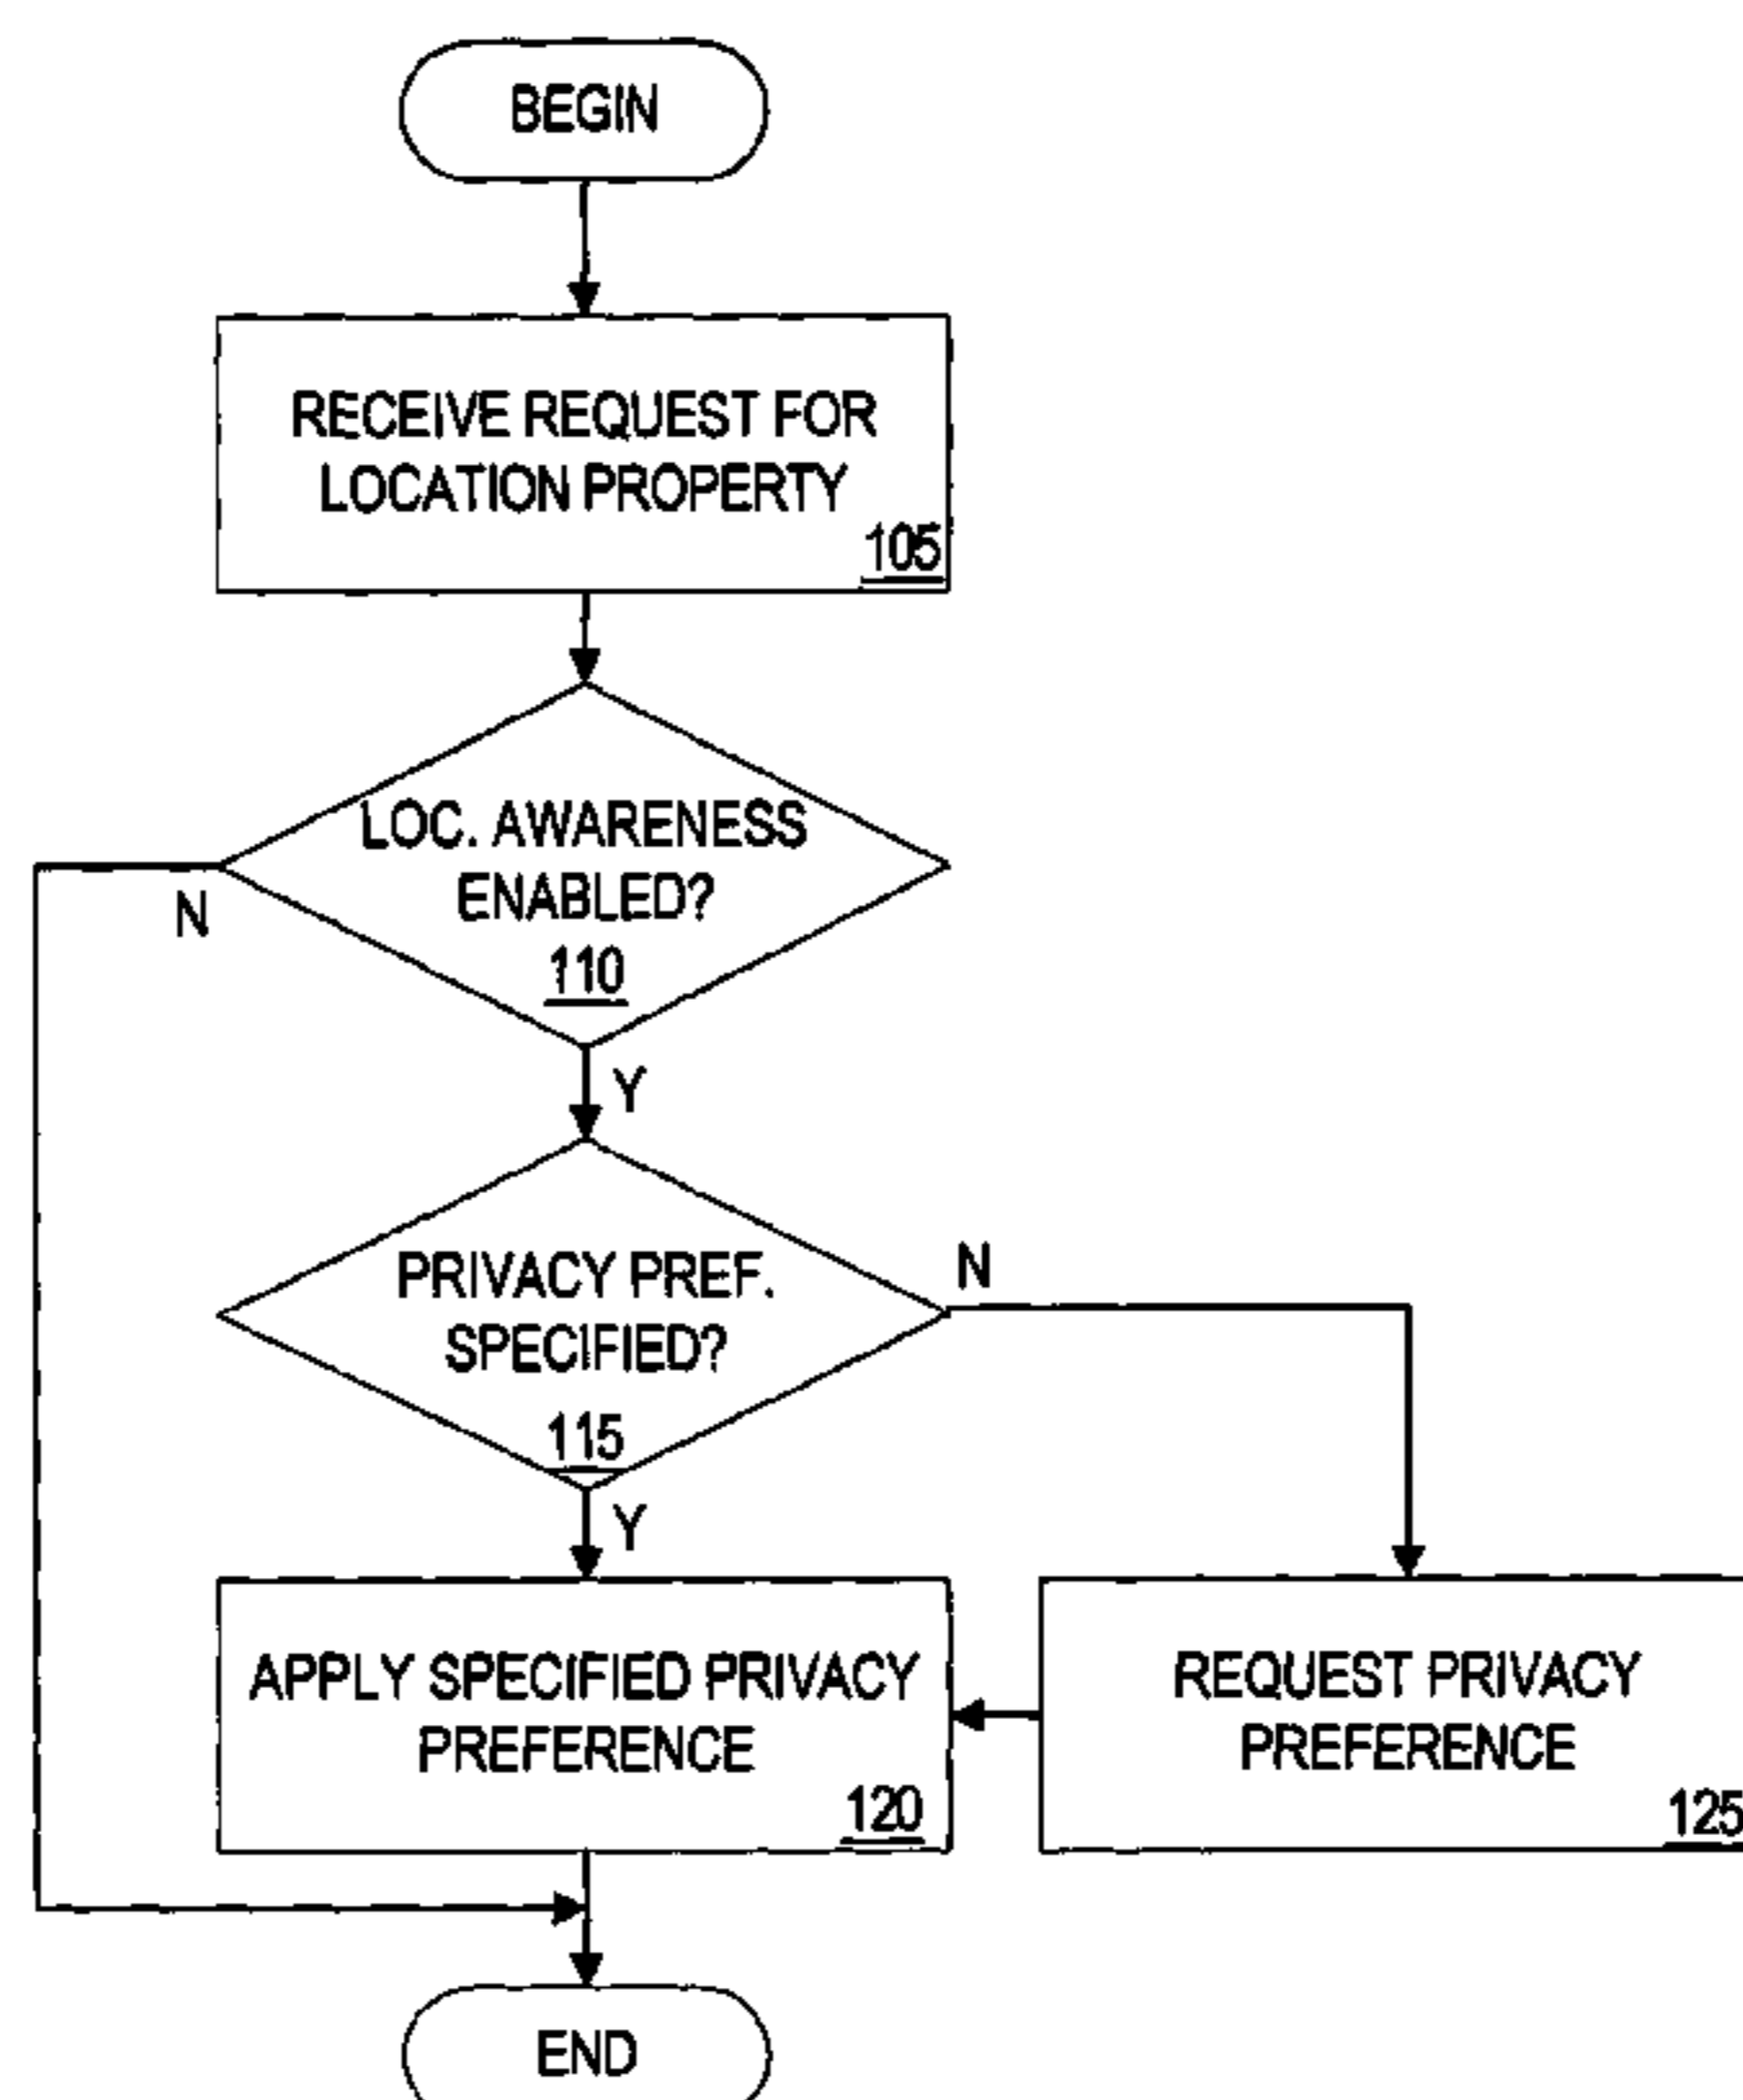 BEGIN
RECEIVE REQUEST FOR
LOCATION PROPERTY
105
LOC. AWARENESS
ENABLED?
110
N
Y
PRIVACY PREF.
SPECIFIED?
115
N
Y
APPLY SPECIFIED PRIVACY
PREFERENCE
120
REQUEST PRIVACY
PREFERENCE
125
END